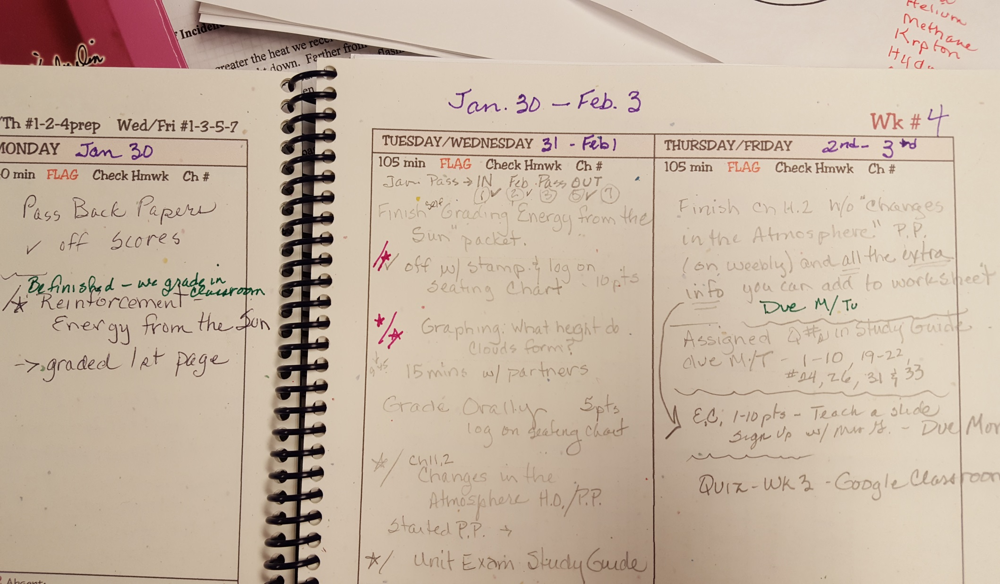 f Inciden
greater the heat we rece
down. Farther from
flash
en
Helium
Methane
Krpton
Hyd
/Th #1-2-4prep Wed/Fri #1-3-5-7
MONDAY Jan 30
0 min FLAG Check Hmwk Ch #
Pass Back Papers
✓ off scores
Be finished - we grade in
classroom
/☆ Reinforcement -
Energy from the Sun
-> graded 1st page
Absent:
Jan. 30 - Feb. 3
Wk # 4
TUESDAY/WEDNESDAY 31 - Feb 1
105 min FLAG Check Hmwk Ch #
Jan. Pass → IN Feb. Pass OUT
① ✓ ② ✓ ③ ⑤ ✓ ⑦
Finish self Grading "Energy from the
Sun" packet.
/☆ ✓ off w/ stamp & log on
seating Chart 10 pts
☆/☆ Graphing: What height do
Clouds form?
15 mins w/ partners
Grade Orally 5pts
log on seating chart
☆/ Ch 11.2
Changes in the
Atmosphere H.O./P.P.
Started P.P. →
☆/ Unit Exam Study Guide
THURSDAY/FRIDAY 2nd - 3rd
105 min FLAG Check Hmwk Ch #
Finish Ch 11.2 H/O "Changes
in the Atmosphere" P.P.
(on weebly) and all the extra
info you can add to worksheet
Due M/Tu
Assigned Q #s in Study Guide
due M/T - 1-10, 19-22,
#24, 26, 31 & 33
E.C; 1-10 pts - Teach a slide
sign up w/ Mrs G. - Due Mon
Quiz - WK 3 - Google Classroom